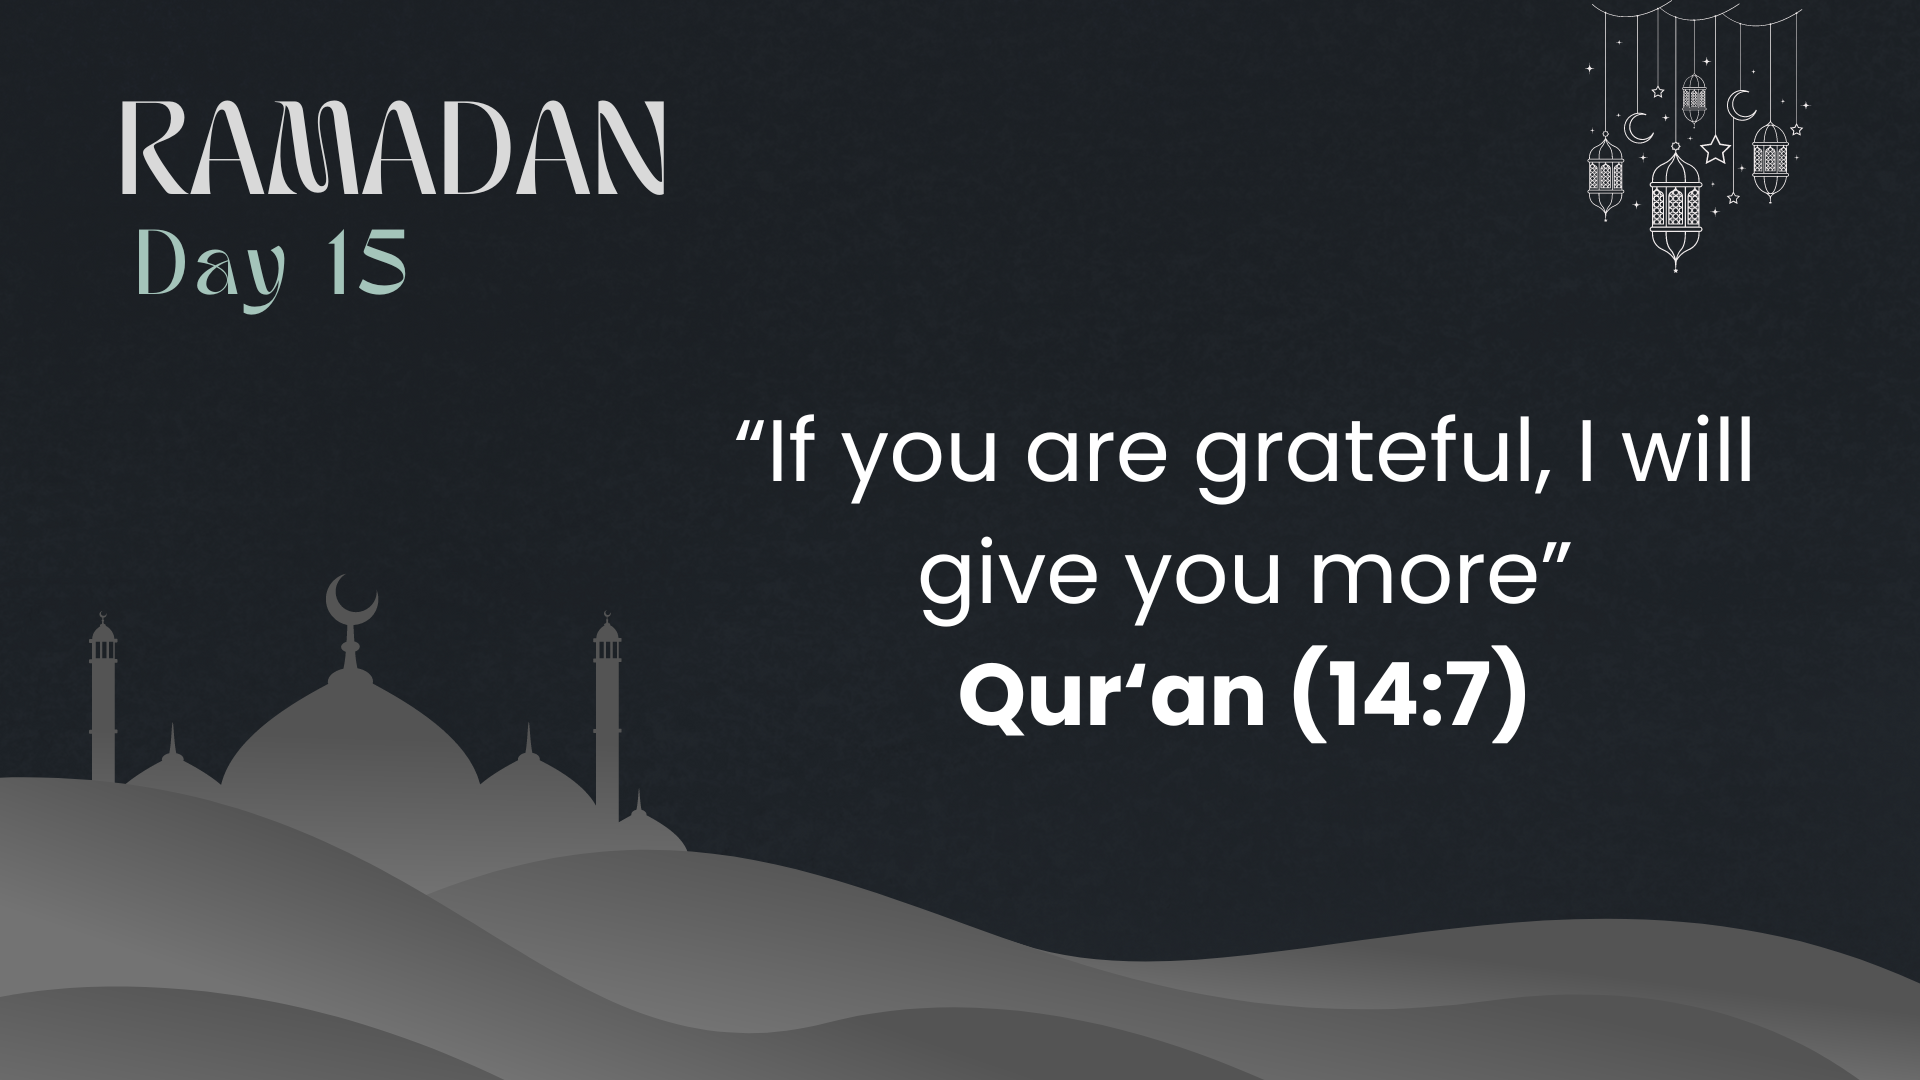 RAMADAN
Day 15
“If you are grateful, I will
give you more”
Qur‘an (14:7)